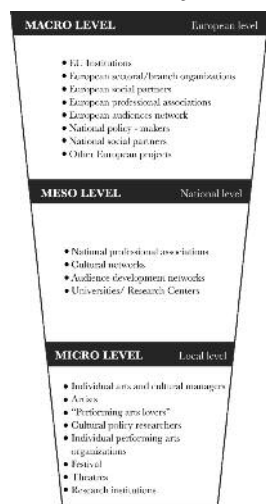 MACRO LEVEL European level
• EU Institutions
• European sectoral/branch organizations
• European social partners
• European professional associations
• European audiences network
• National policy - makers
• National social partners
• Other European projects
MESO LEVEL National level
• National professional associations
• Cultural networks
• Audience development networks
• Universities/ Research Centers
MICRO LEVEL Local level
• Individual arts and cultural managers
• Artists
• “Performing arts lovers”
• Cultural policy researchers
• Individual performing arts
organizations
• Festival
• Theatres
• Research institutions